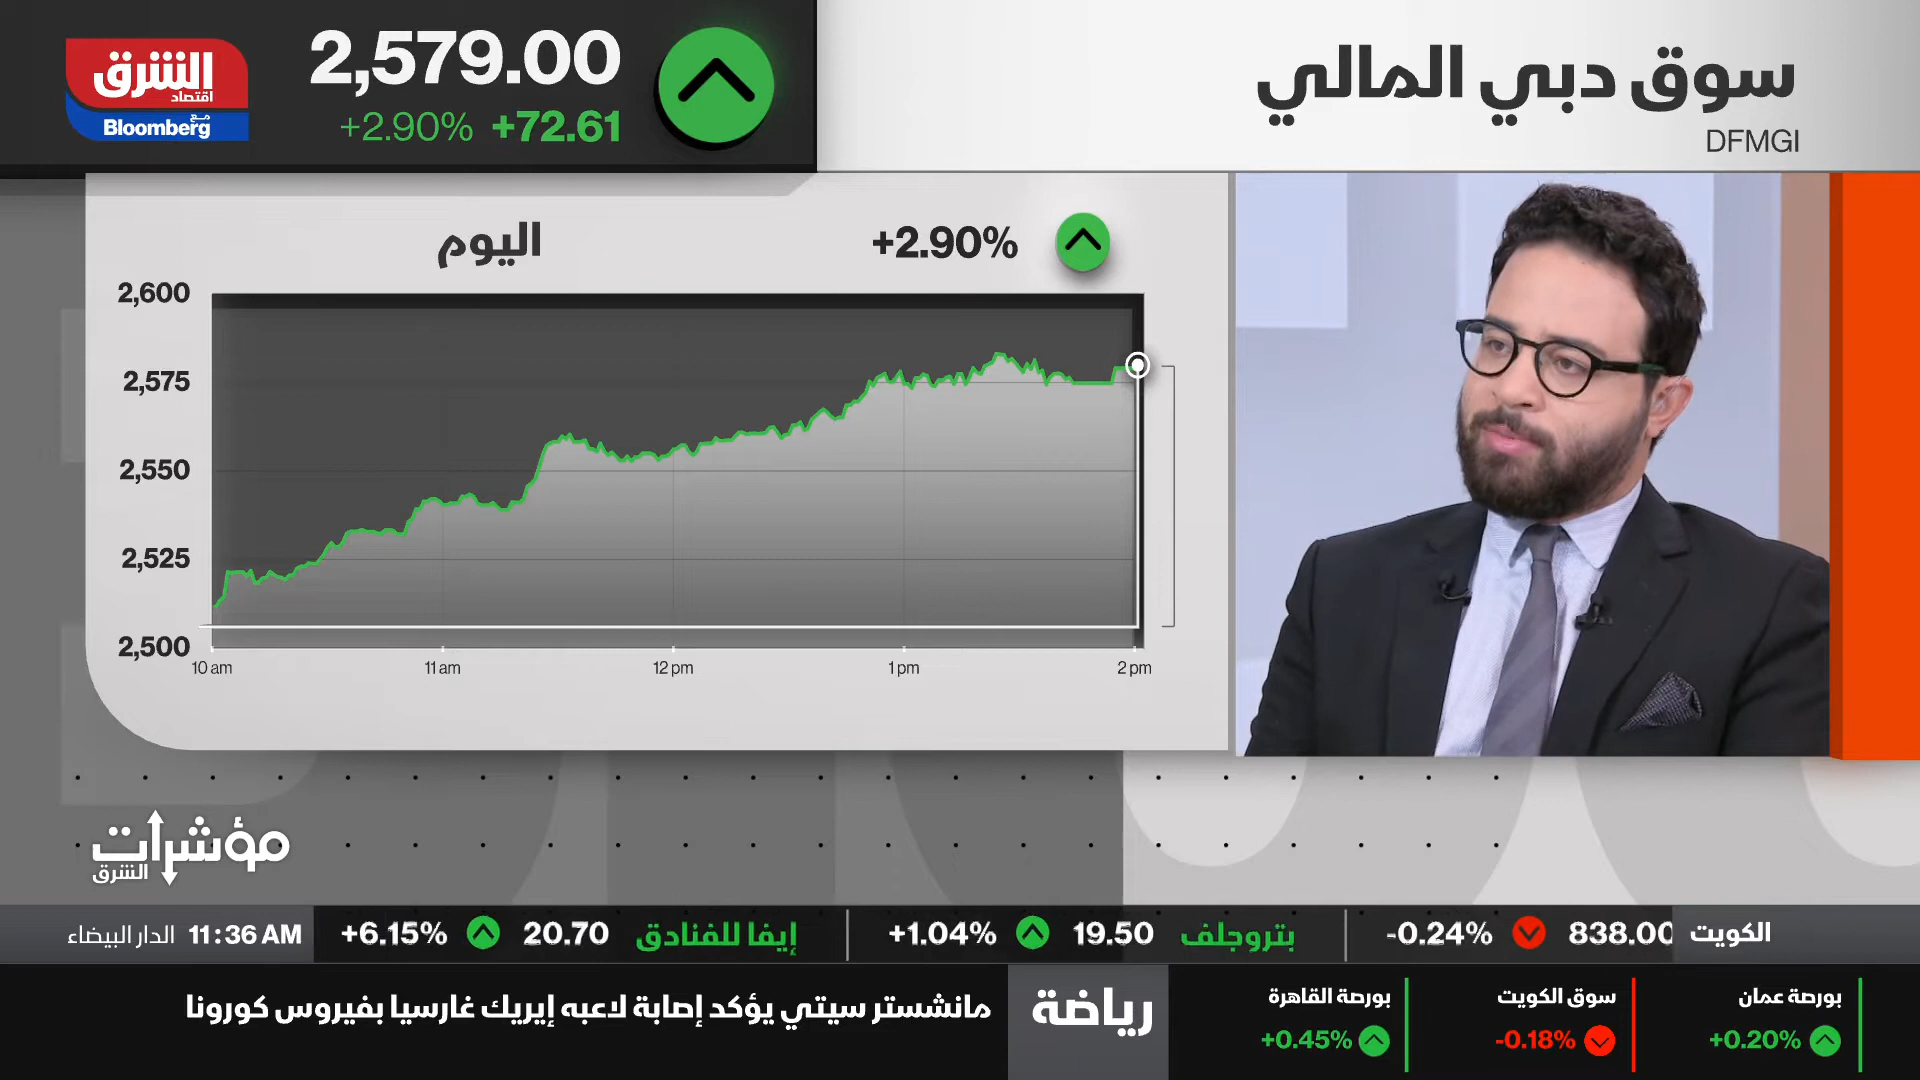 الشرق
اقتصاد
مع
Bloomberg
2,579.00
+2.90% +72.61
سوق دبي المالي
DFMGI
اليوم
+2.90%
2,600
2,575
2,550
2,525
2,500
10 am 11 am 12 pm 1 pm 2 pm
مؤشرات
الشرق
الكويت
838.00 -0.24%
بتروجلف 19.50 +1.04%
إيفا للفنادق 20.70 +6.15%
11:36 AM الدار البيضاء
بورصة عمان
+0.20%
سوق الكويت
-0.18%
بورصة القاهرة
+0.45%
رياضة
مانشستر سيتي يؤكد إصابة لاعبه إيريك غارسيا بفيروس كورونا